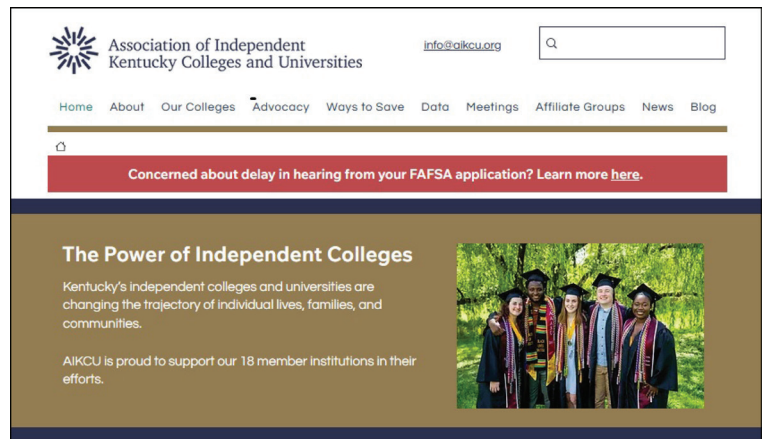 Association of Independent
Kentucky Colleges and Universities
info@aikcu.org
Home About Our Colleges Advocacy Ways to Save Data Meetings Affiliate Groups News Blog
Concerned about delay in hearing from your FAFSA application? Learn more here.
The Power of Independent Colleges
Kentucky's independent colleges and universities are
changing the trajectory of individual lives, families, and
communities.
AIKCU is proud to support our 18 member institutions in their
efforts.